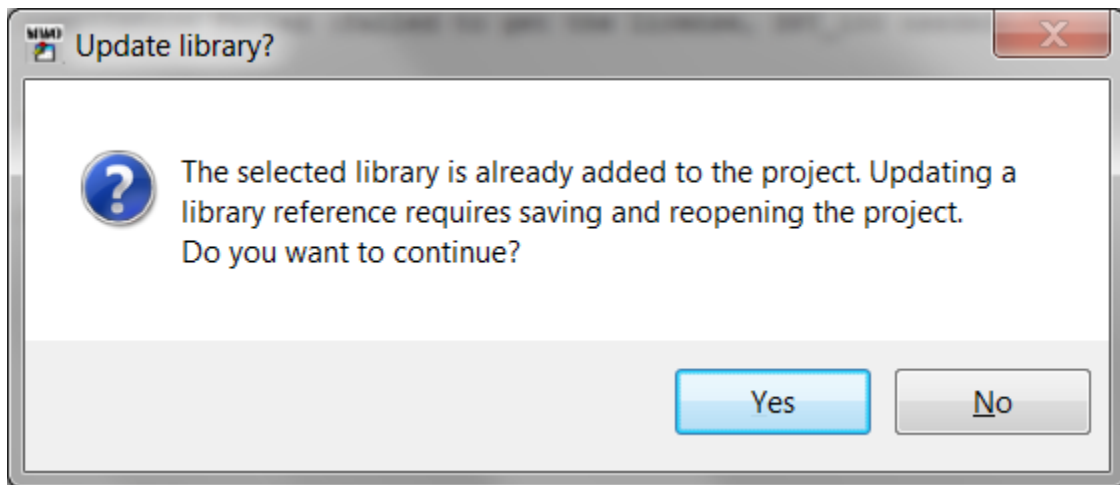 Update library?
The selected library is already added to the project. Updating a
library reference requires saving and reopening the project.
Do you want to continue?
Yes
No